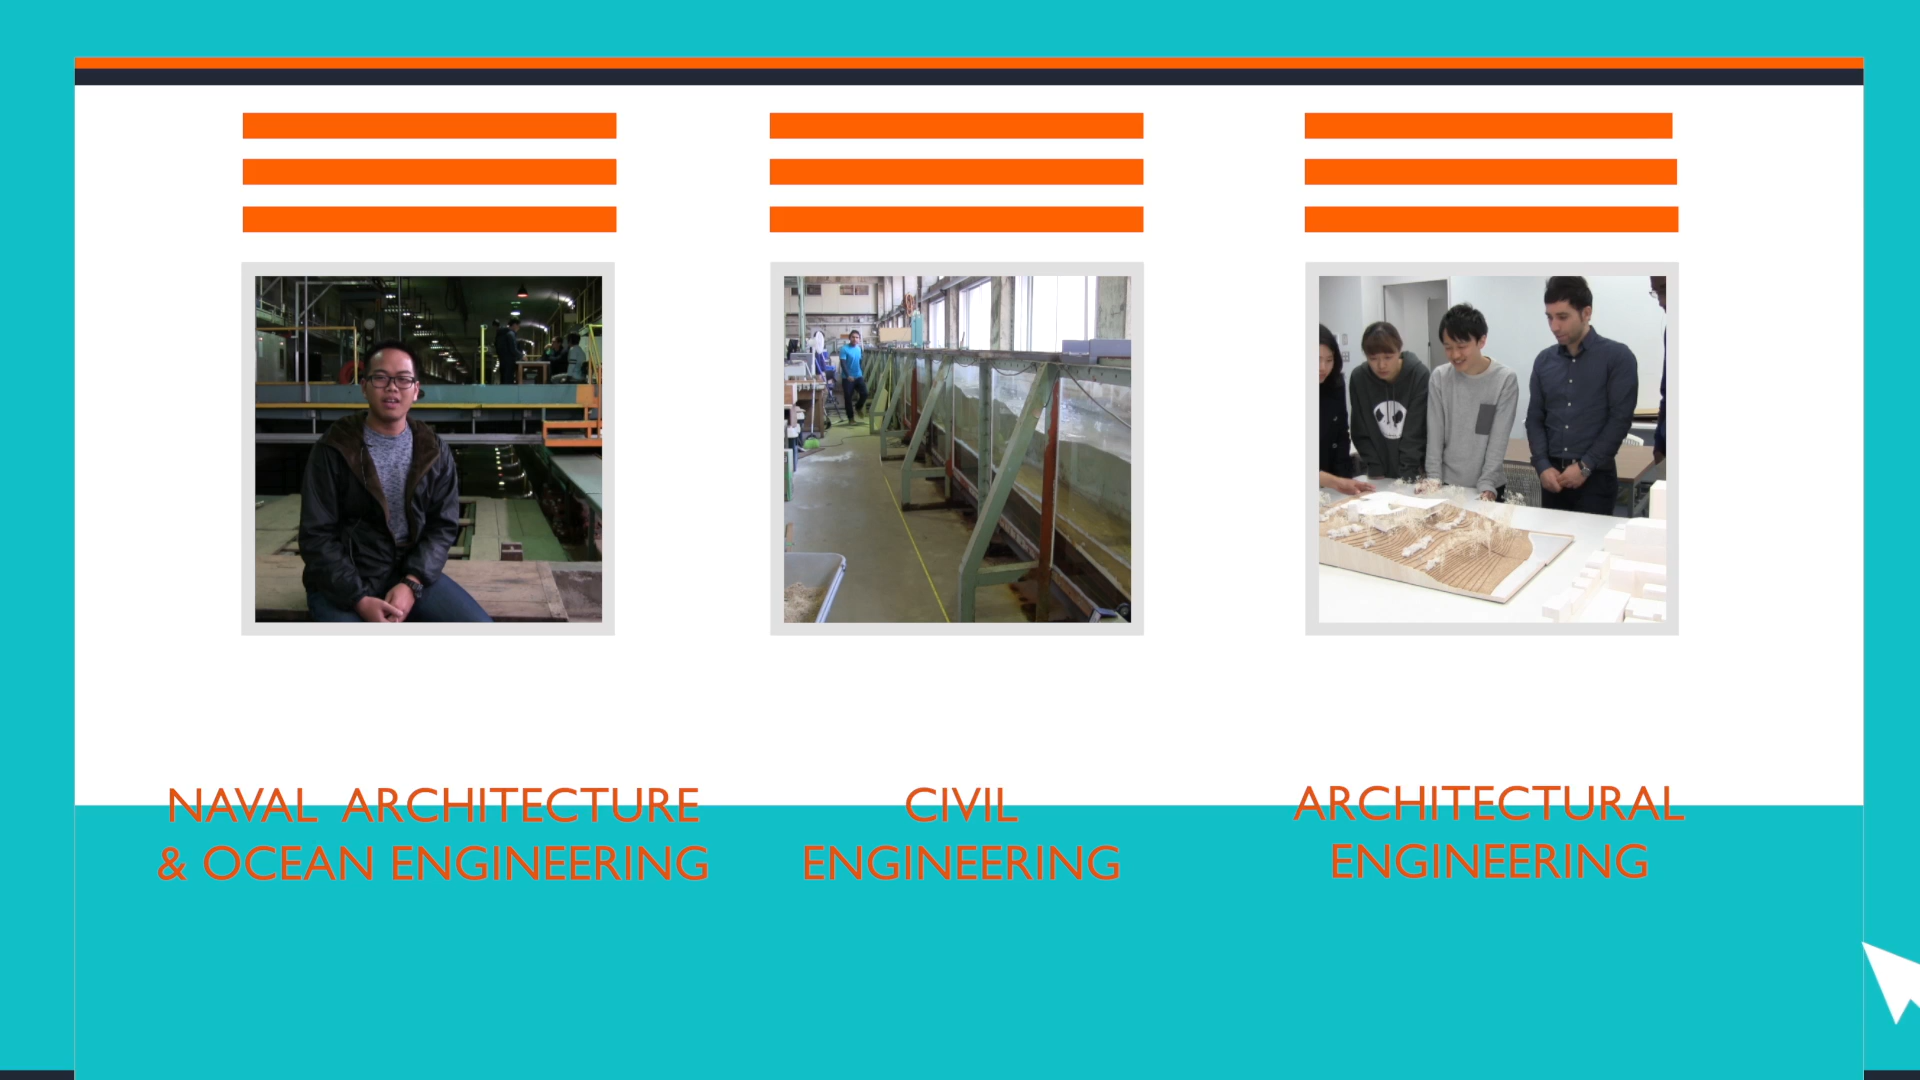 NAVAL ARCHITECTURE
& OCEAN ENGINEERING
CIVIL
ENGINEERING
ARCHITECTURAL
ENGINEERING